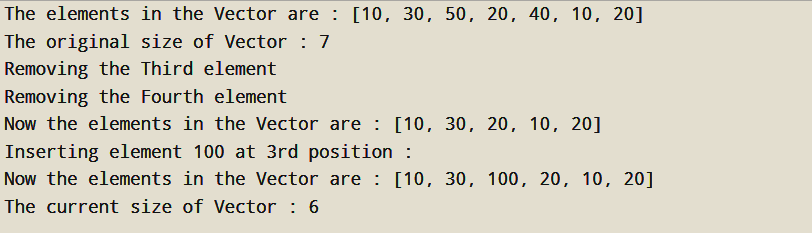 The elements in the Vector are : [10, 30, 50, 20, 40, 10, 20]
The original size of Vector : 7
Removing the Third element
Removing the Fourth element
Now the elements in the Vector are : [10, 30, 20, 10, 20]
Inserting element 100 at 3rd position :
Now the elements in the Vector are : [10, 30, 100, 20, 10, 20]
The current size of Vector : 6